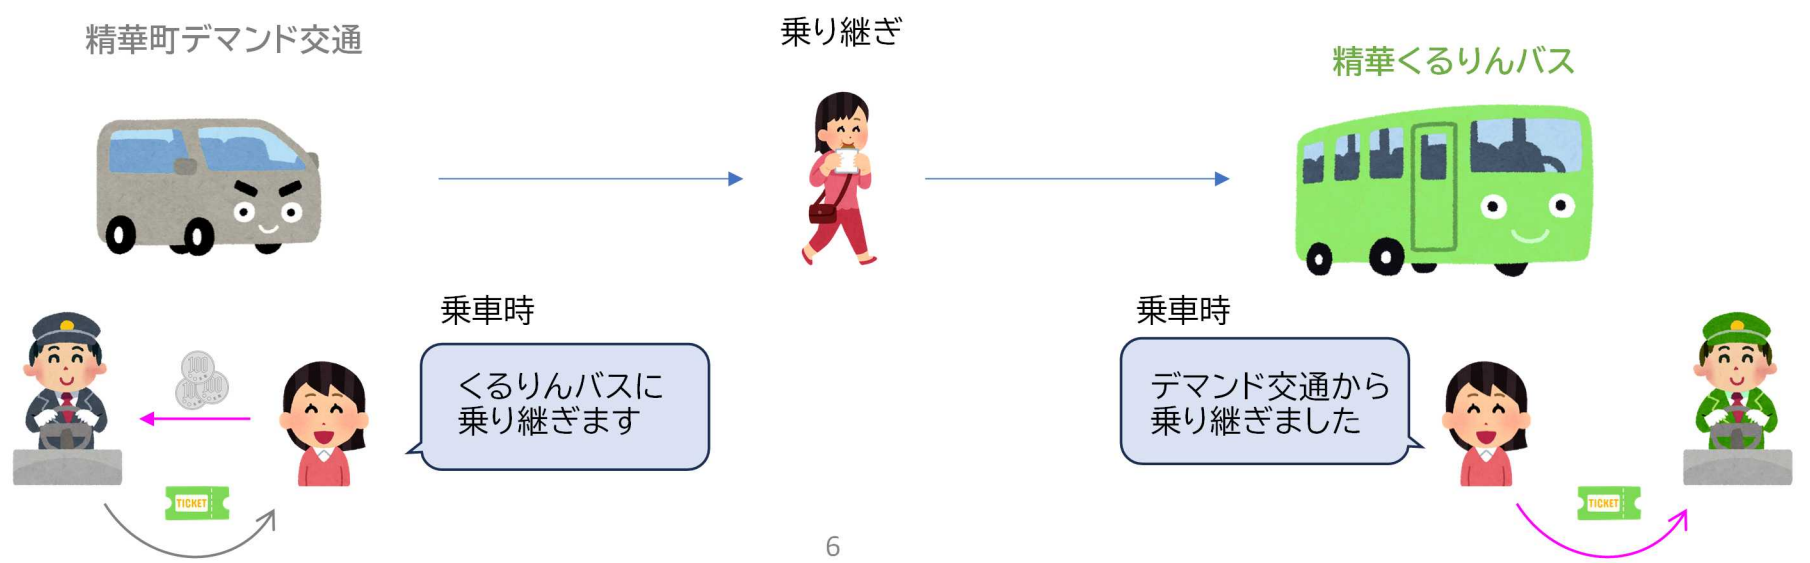 精華町デマンド交通
乗り継ぎ
精華くるりんバス
乗車時
くるりんバスに
乗り継ぎます
100
100
100
TICKET
乗車時
デマンド交通から
乗り継ぎました
TICKET
6